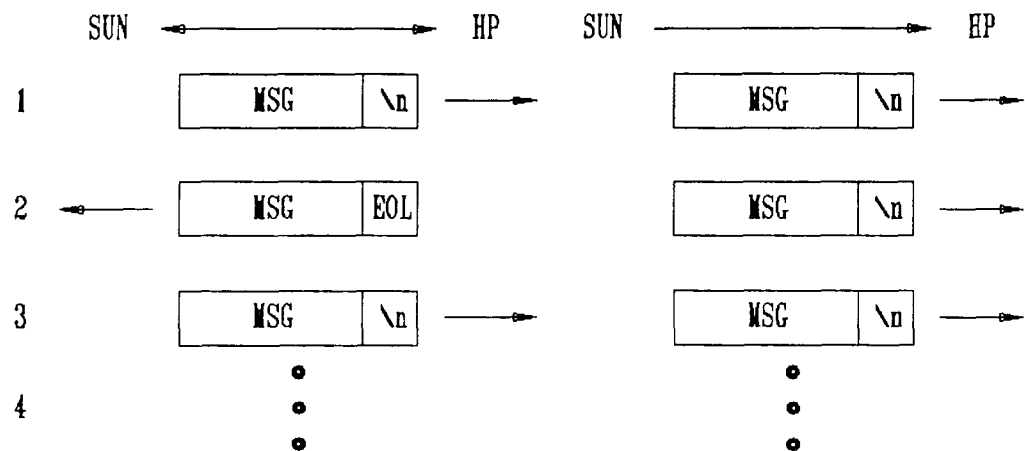 SUN HP SUN HP
1 MSG \n MSG \n
2 MSG EOL MSG \n
3 MSG \n MSG \n
4